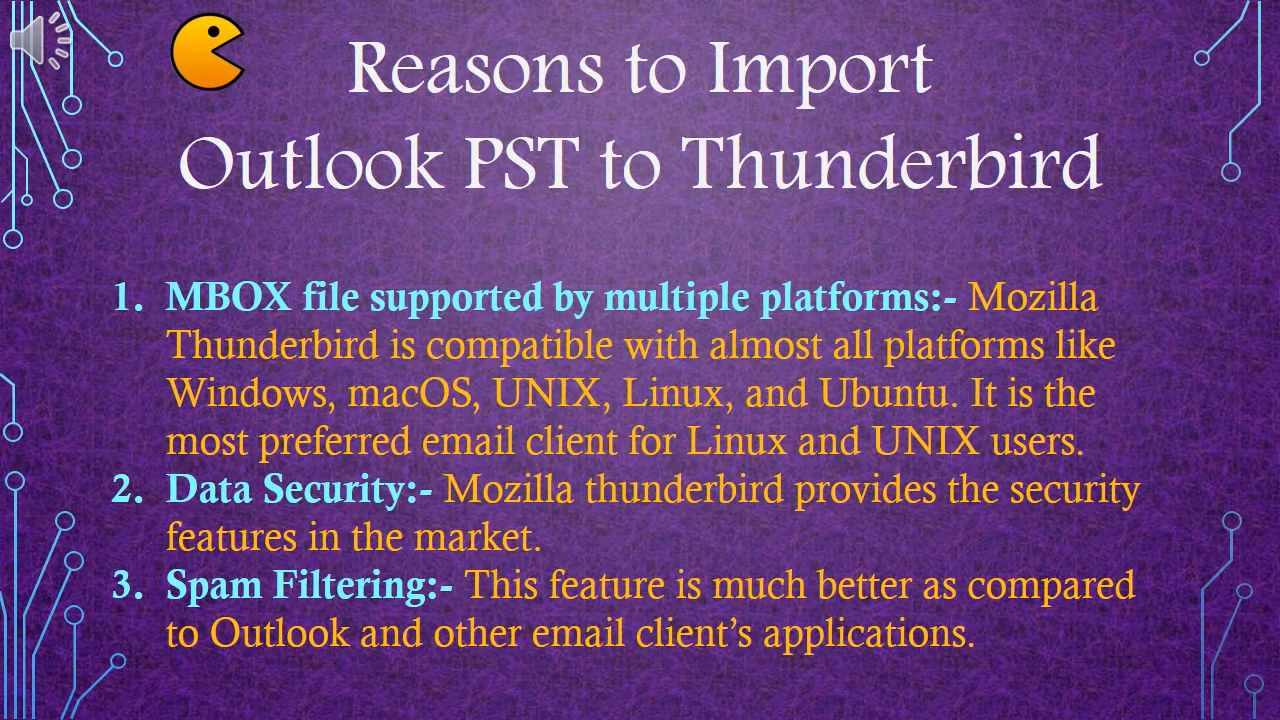 Reasons to Import
Outlook PST to Thunderbird
1. MBOX file supported by multiple platforms:- Mozilla
Thunderbird is compatible with almost all platforms like
Windows, macOS, UNIX, Linux, and Ubuntu. It is the
most preferred email client for Linux and UNIX users.
2. Data Security:- Mozilla thunderbird provides the security
features in the market.
3. Spam Filtering:- This feature is much better as compared
to Outlook and other email client’s applications.